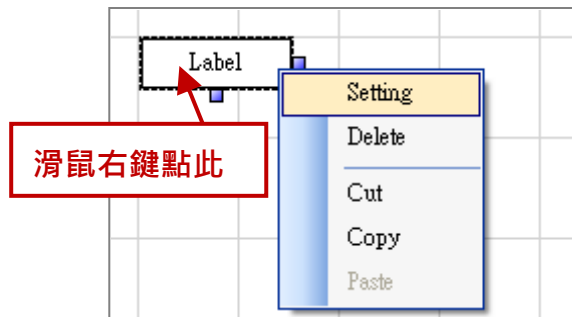 Label
Setting
Delete
滑鼠右鍵點此
Cut
Copy
Paste